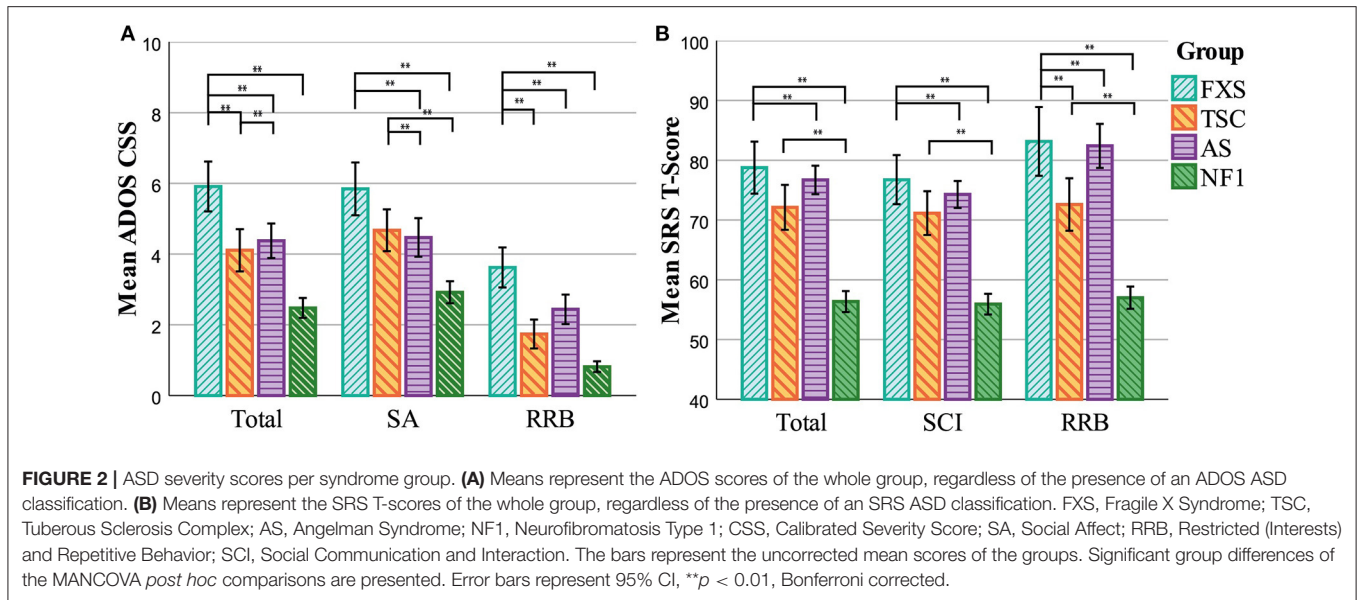 A
10
8
6
4
2
0
Mean ADOS CSS
** ** ** ** **
** ** ** **
** ** **
Total SA RRB
B
100
90
80
70
60
50
40
Mean SRS T-Score
** ** **
** ** **
** ** ** **
Total SCI RRB
Group
FXS
TSC
AS
NF1
FIGURE 2 | ASD severity scores per syndrome group. (A) Means represent the ADOS scores of the whole group, regardless of the presence of an ADOS ASD
classification. (B) Means represent the SRS T-scores of the whole group, regardless of the presence of an SRS ASD classification. FXS, Fragile X Syndrome; TSC,
Tuberous Sclerosis Complex; AS, Angelman Syndrome; NF1, Neurofibromatosis Type 1; CSS, Calibrated Severity Score; SA, Social Affect; RRB, Restricted (Interests)
and Repetitive Behavior; SCI, Social Communication and Interaction. The bars represent the uncorrected mean scores of the groups. Significant group differences of
the MANCOVA post hoc comparisons are presented. Error bars represent 95% CI, **p < 0.01, Bonferroni corrected.